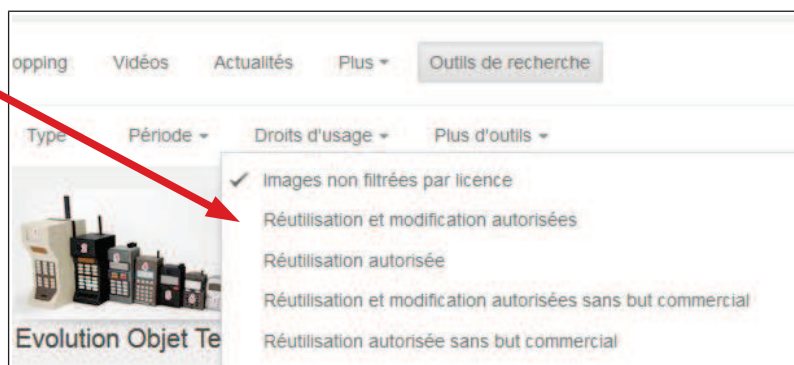 opping Vidéos Actualités Plus Outils de recherche
Type Période Droits d'usage Plus d'outils
Images non filtrées par licence
Réutilisation et modification autorisées
Réutilisation autorisée
Réutilisation et modification autorisées sans but commercial
Evolution Objet Te
Réutilisation autorisée sans but commercial